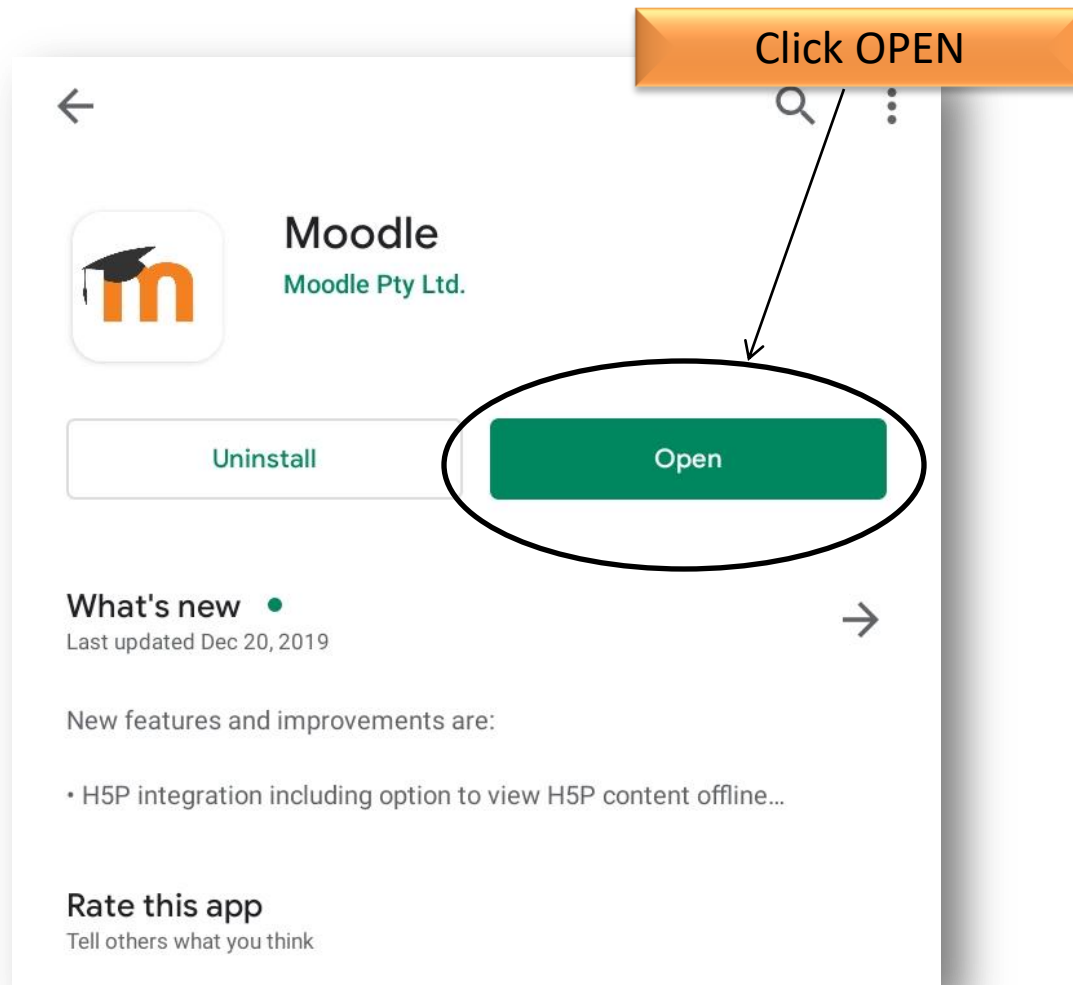 Click OPEN
Moodle
Moodle Pty Ltd.
Uninstall
Open
What's new
Last updated Dec 20, 2019
New features and improvements are:
• H5P integration including option to view H5P content offline...
Rate this app
Tell others what you think